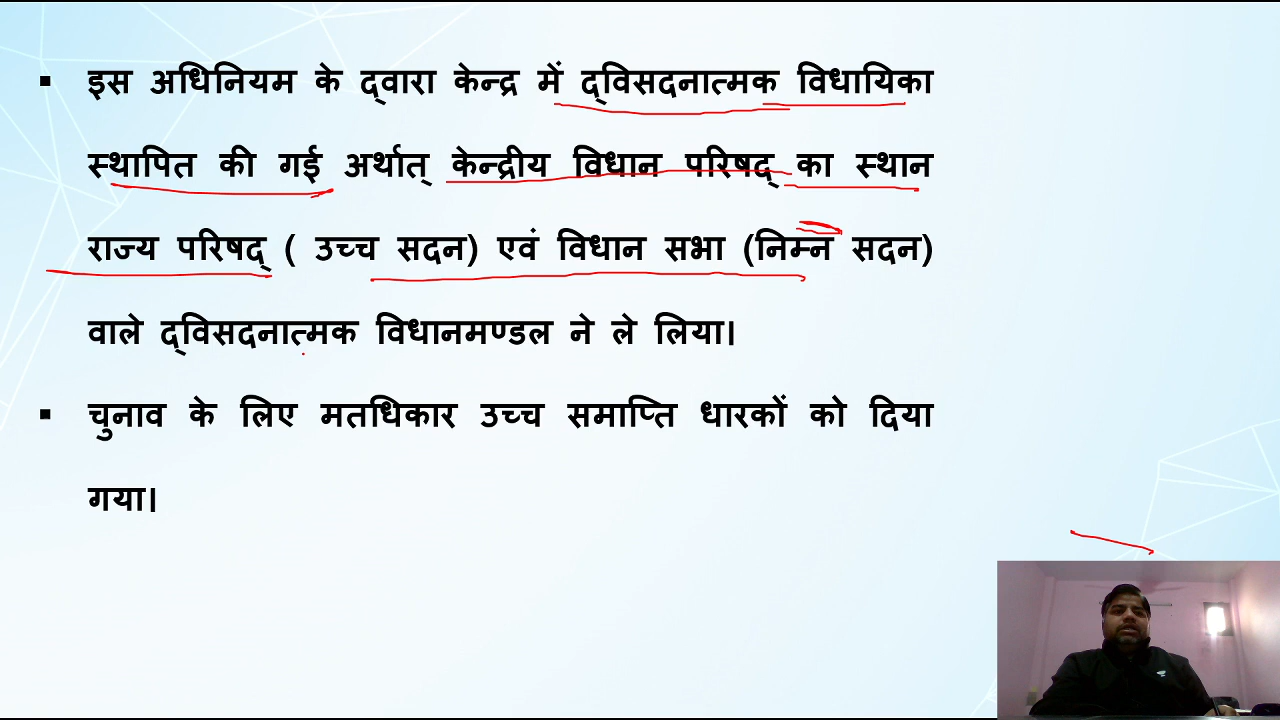 ▪ इस अधिनियम के द्वारा केन्द्र में द्विसदनात्मक विधायिका
स्थापित की गई अर्थात् केन्द्रीय विधान परिषद् का स्थान
राज्य परिषद् ( उच्च सदन) एवं विधान सभा (निम्न सदन)
वाले द्विसदनात्मक विधानमण्डल ने ले लिया।
▪ चुनाव के लिए मतधिकार उच्च समाप्ति धारकों को दिया
गया।